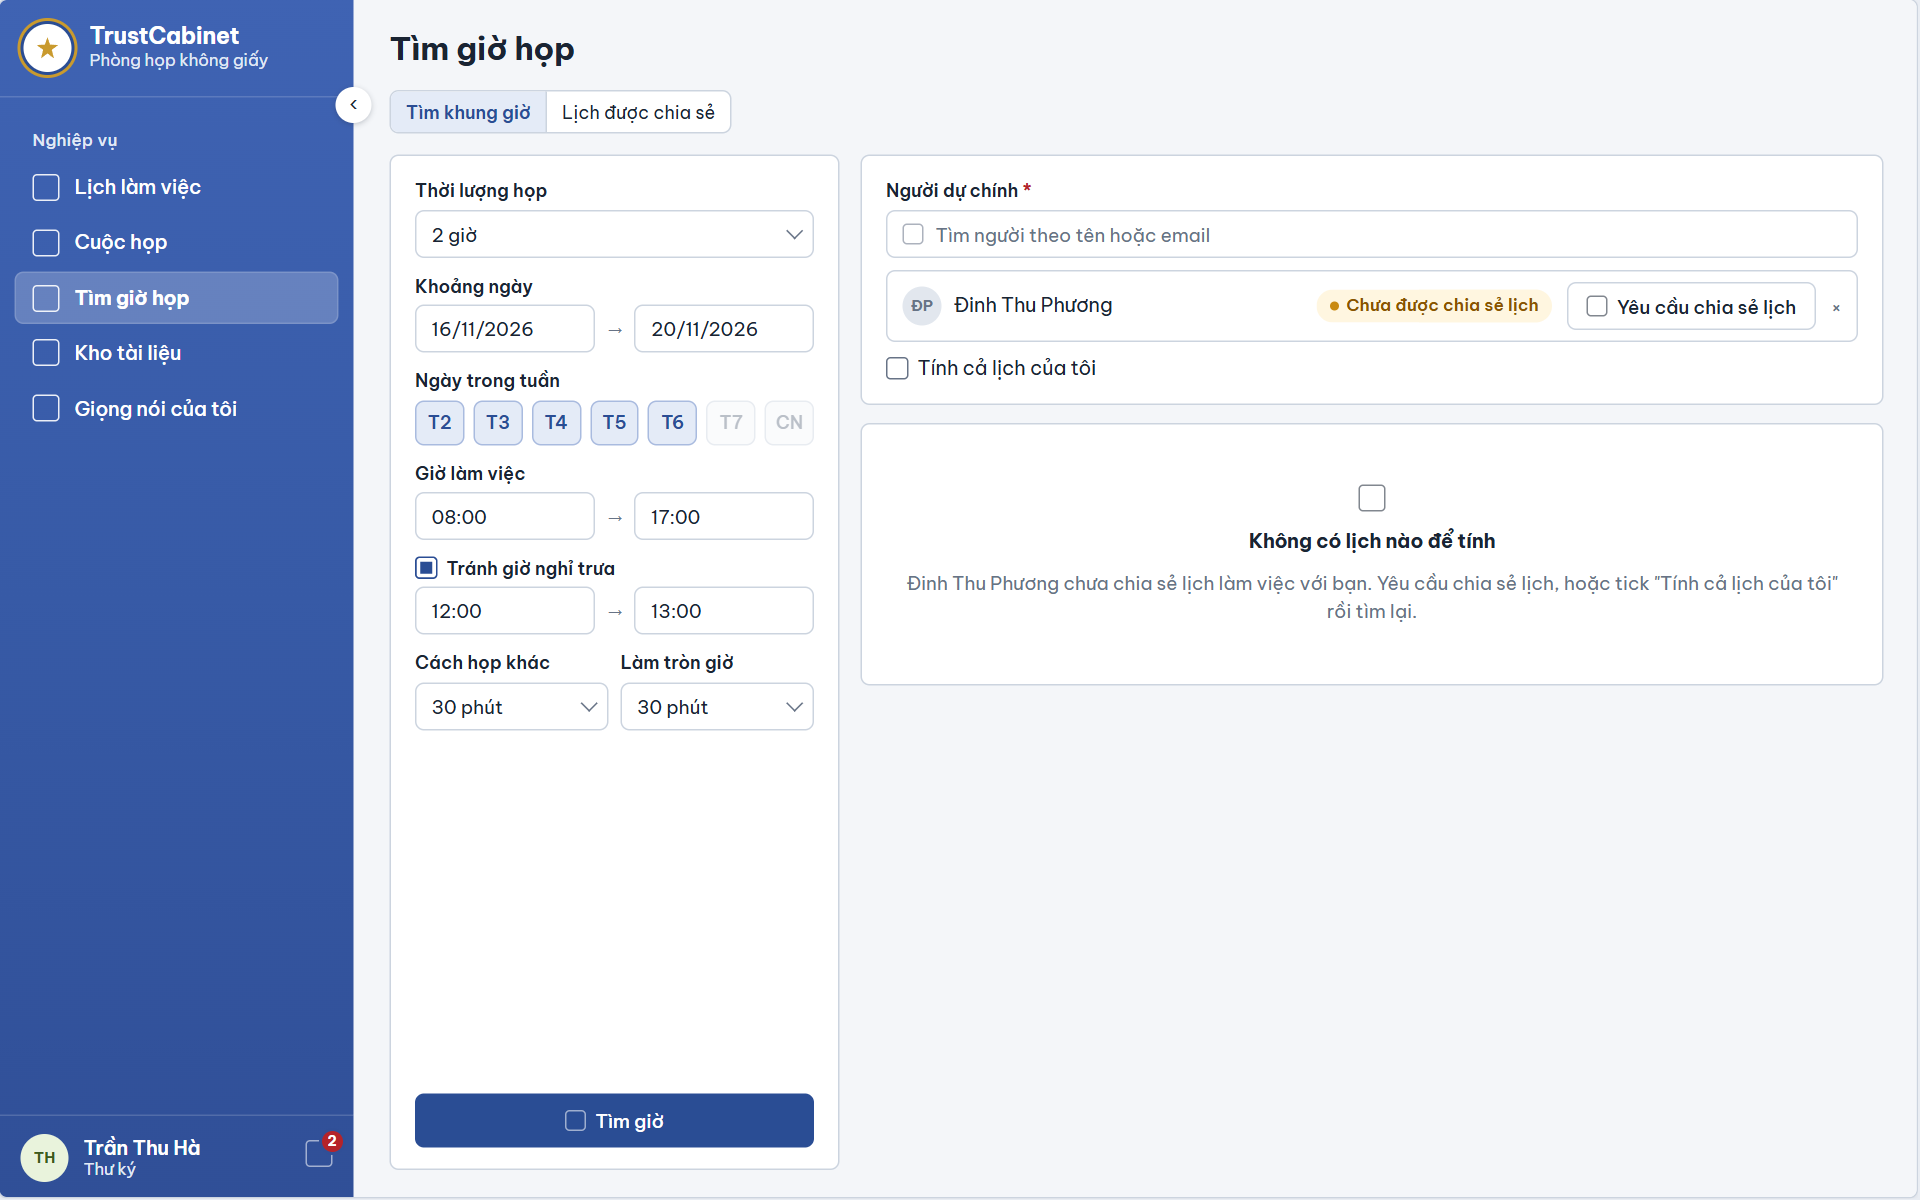 TrustCabinet
Phòng họp không giấy
Nghiệp vụ
Lịch làm việc
Cuộc họp
Tìm giờ họp
Kho tài liệu
Giọng nói của tôi
TH
Trần Thu Hà
Thư ký
2
Tìm giờ họp
Tìm khung giờ
Lịch được chia sẻ
Thời lượng họp
2 giờ
Khoảng ngày
16/11/2026 → 20/11/2026
Ngày trong tuần
T2 T3 T4 T5 T6 T7 CN
Giờ làm việc
08:00 → 17:00
Tránh giờ nghỉ trưa
12:00 → 13:00
Cách họp khác Làm tròn giờ
30 phút 30 phút
Tìm giờ
Người dự chính *
Tìm người theo tên hoặc email
ĐP Đinh Thu Phương Chưa được chia sẻ lịch Yêu cầu chia sẻ lịch ×
Tính cả lịch của tôi
Không có lịch nào để tính
Đinh Thu Phương chưa chia sẻ lịch làm việc với bạn. Yêu cầu chia sẻ lịch, hoặc tick "Tính cả lịch của tôi"
rồi tìm lại.